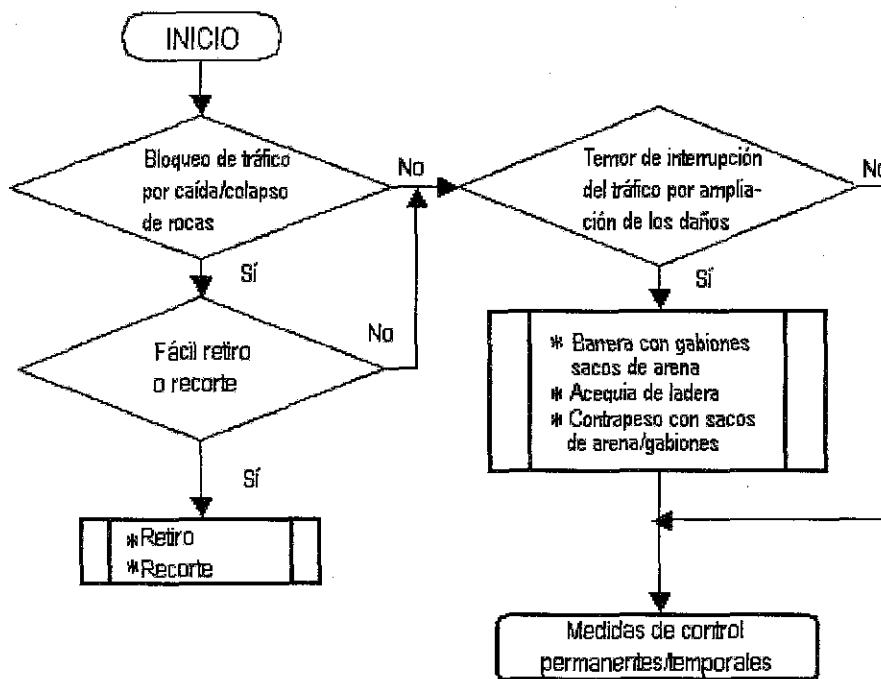 INICIO
Bloqueo de tráfico
por caída/colapso
de rocas
No
Sí
Fácil retiro
o recorte
No
Sí
*Retiro
*Recorte
Temor de interrupción
del tráfico por amplia-
ción de los daños
No
Sí
* Barrera con gabiones
sacos de arena
* Acequia de ladera
* Contrapeso con sacos
de arena/gabiones
Medidas de control
permanentes/temporales